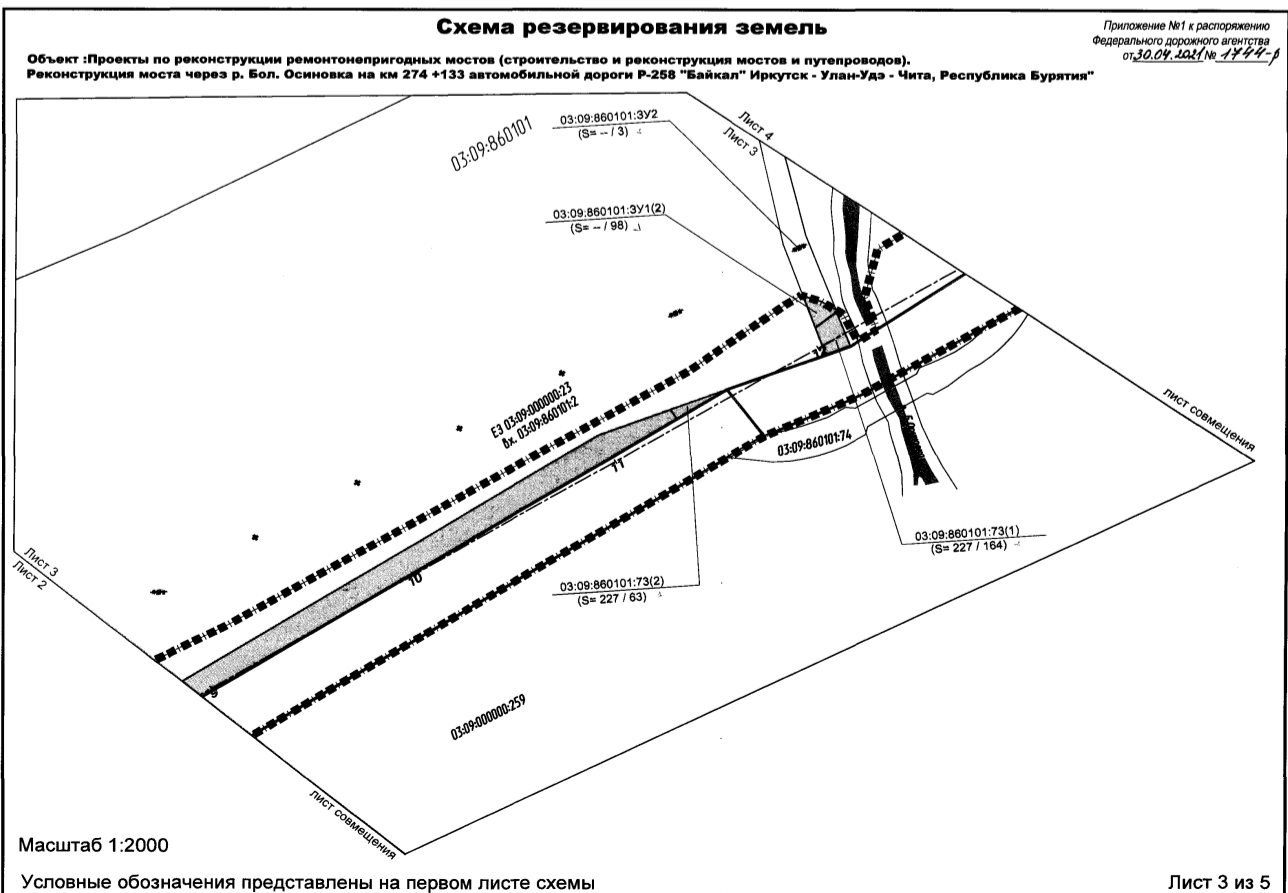 Схема резервирования земель
Приложение №1 к распоряжению
Федерального дорожного агентства
от 30.04.2021 № 1744-р
Объект :Проекты по реконструкции ремонтонепригодных мостов (строительство и реконструкция мостов и путепроводов).
Реконструкция моста через р. Бол. Осиновка на км 274 +133 автомобильной дороги Р-258 "Байкал" Иркутск - Улан-Удэ - Чита, Республика Бурятия"
03:09:860101
03:09:860101:ЗУ2
(S= -- / 3)
Лист 4
Лист 3
03:09:860101:ЗУ1(2)
(S= -- / 98)
ЕЗ 03:09:000000:23
вх. 03:09:860101:2
лист совмещения
03:09:860101:74
11
03:09:860101:73(1)
(S= 227 / 164)
Лист 3
Лист 2
10
03:09:860101:73(2)
(S= 227 / 63)
9
03:09:000000:259
лист совмещения
Масштаб 1:2000
Условные обозначения представлены на первом листе схемы
Лист 3 из 5